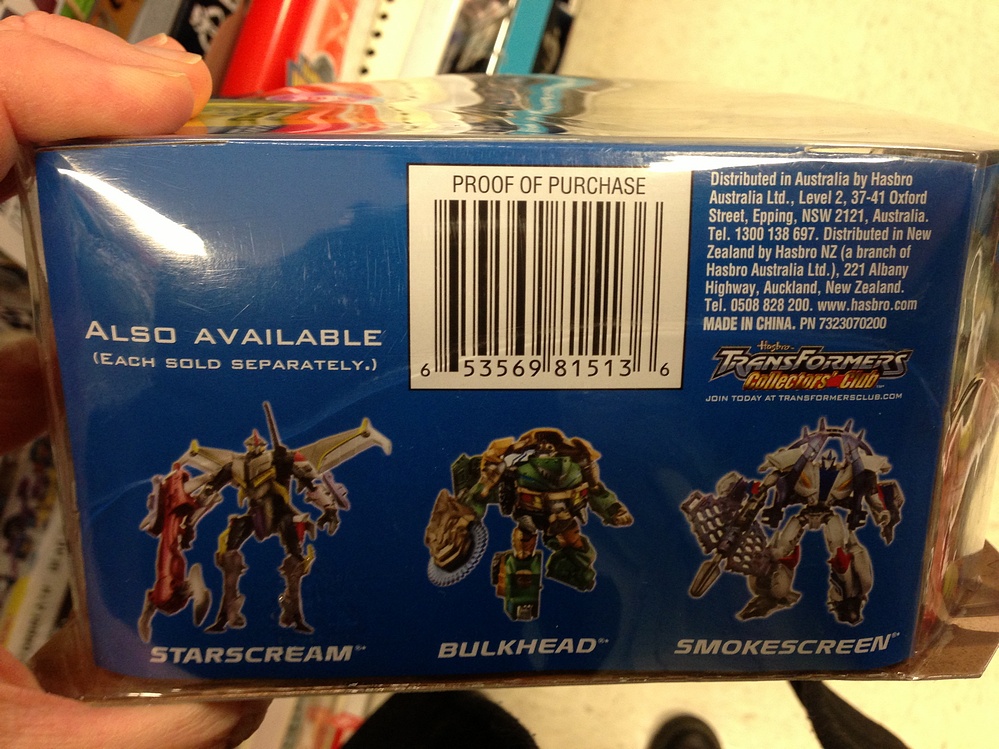 PROOF OF PURCHASE
6 53569 81513 6
Distributed in Australia by Hasbro
Australia Ltd., Level 2, 37-41 Oxford
Street, Epping, NSW 2121, Australia.
Tel. 1300 138 697. Distributed in New
Zealand by Hasbro NZ (a branch of
Hasbro Australia Ltd.), 221 Albany
Highway, Auckland, New Zealand.
Tel. 0508 828 200. www.hasbro.com
MADE IN CHINA. PN 7323070200
Hasbro
TRANSFORMERS
Collectors' Club™
JOIN TODAY AT TRANSFORMERSCLUB.COM
ALSO AVAILABLE
(EACH SOLD SEPARATELY.)
STARSCREAM®*
BULKHEAD®*
SMOKESCREEN®*